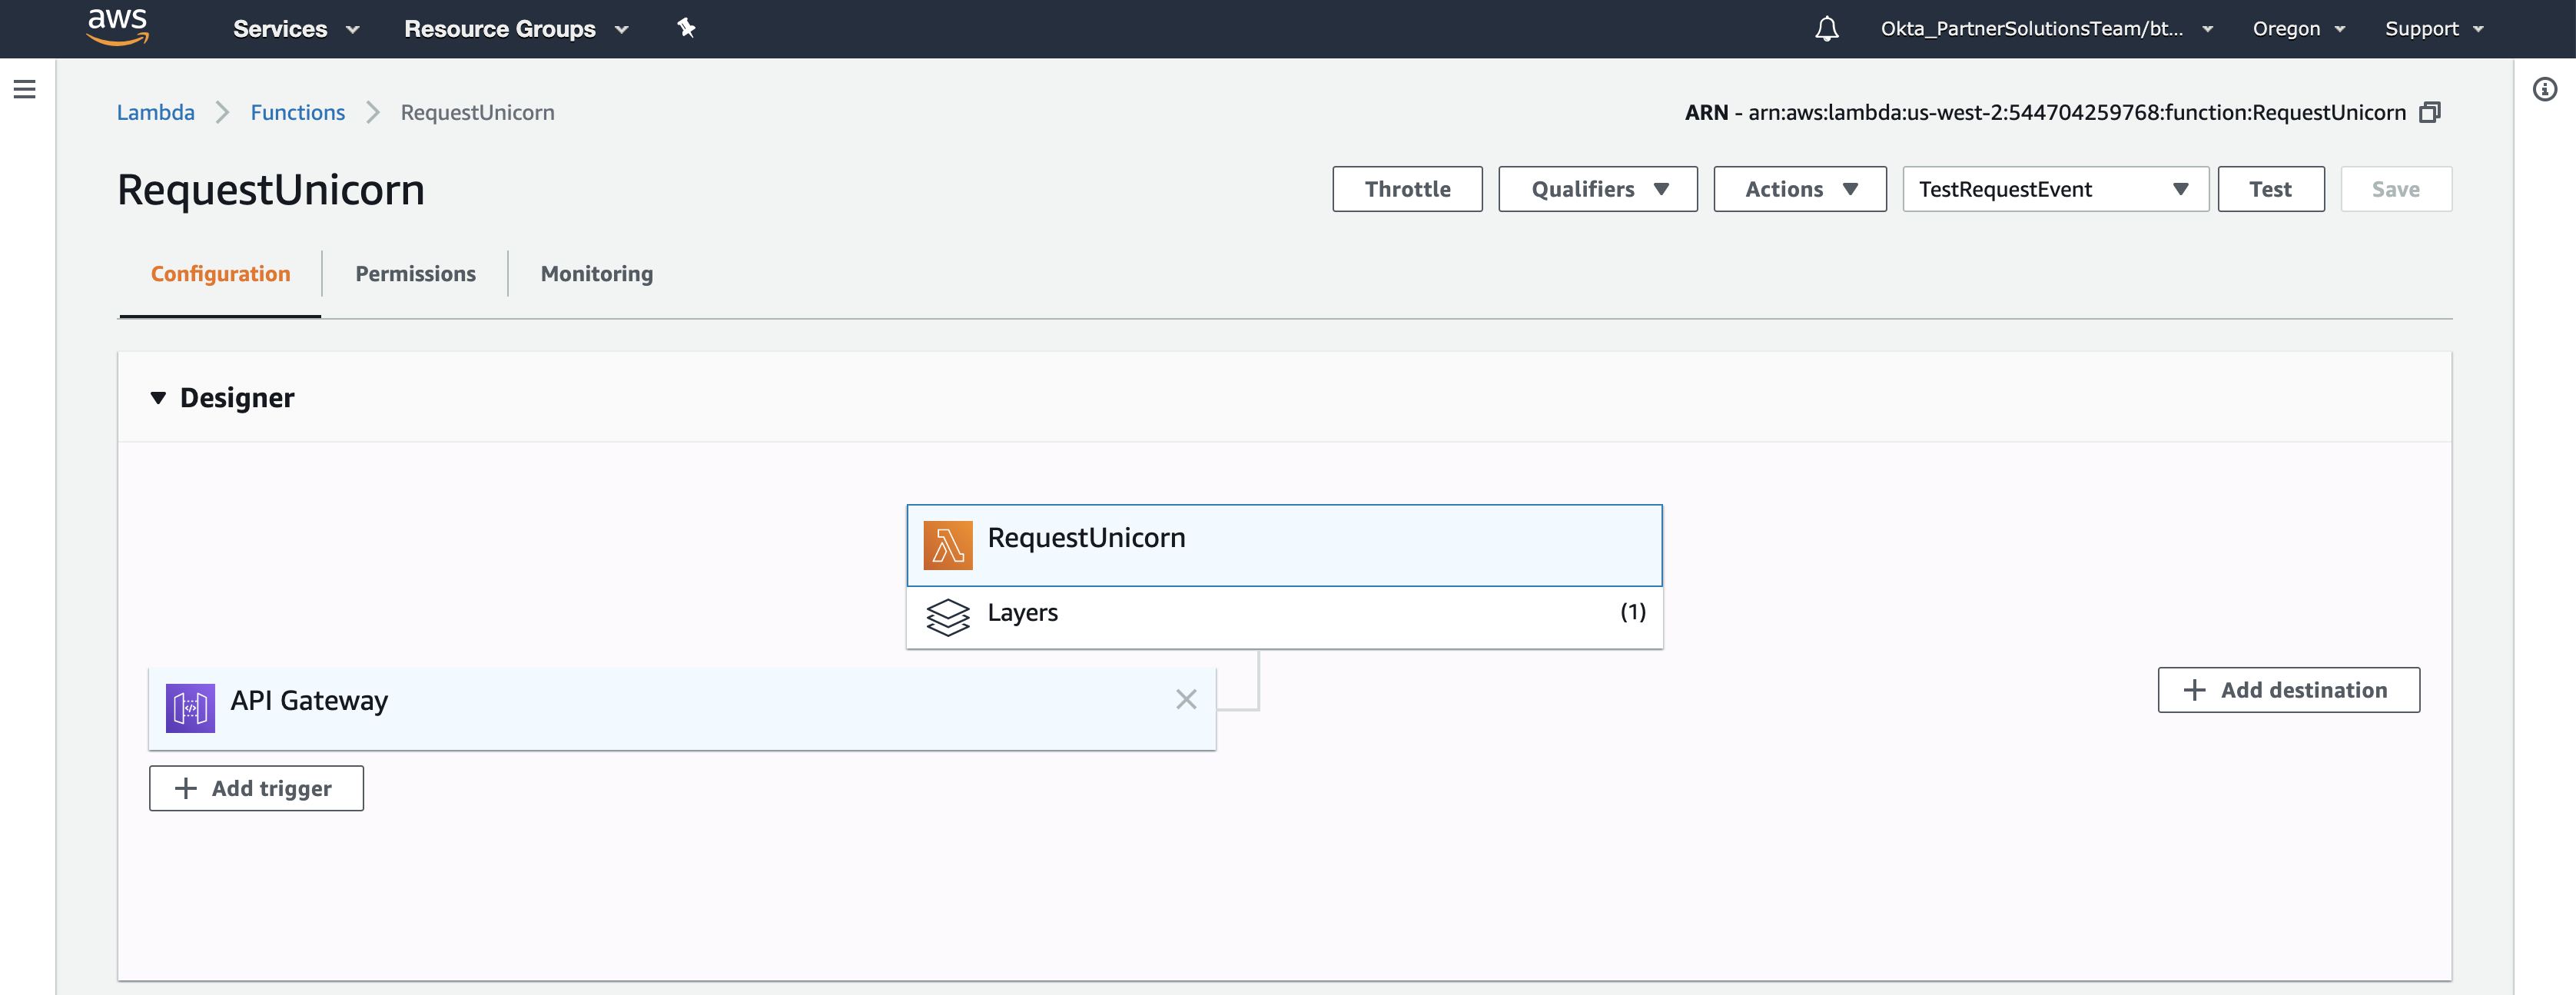 aws Services Resource Groups Okta_PartnerSolutionsTeam/bt... Oregon Support
Lambda Functions RequestUnicorn ARN - arn:aws:lambda:us-west-2:544704259768:function:RequestUnicorn
RequestUnicorn Throttle Qualifiers Actions TestRequestEvent Test Save
Configuration Permissions Monitoring
Designer
RequestUnicorn
Layers (1)
API Gateway + Add destination
+ Add trigger